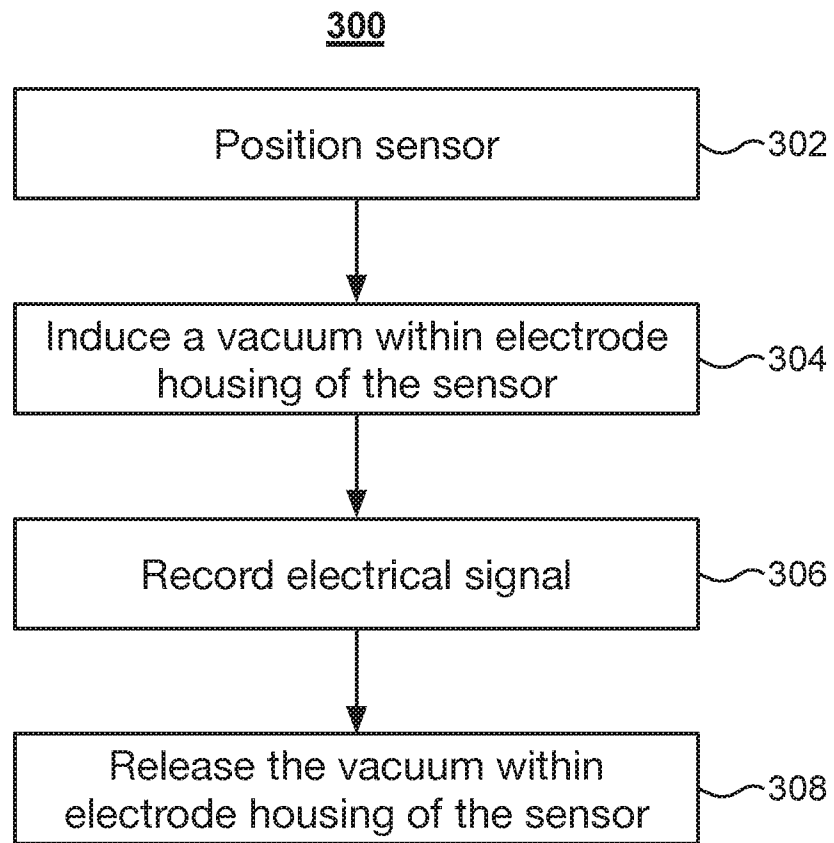 300
Position sensor
302
Induce a vacuum within electrode
housing of the sensor
304
Record electrical signal
306
Release the vacuum within
electrode housing of the sensor
308